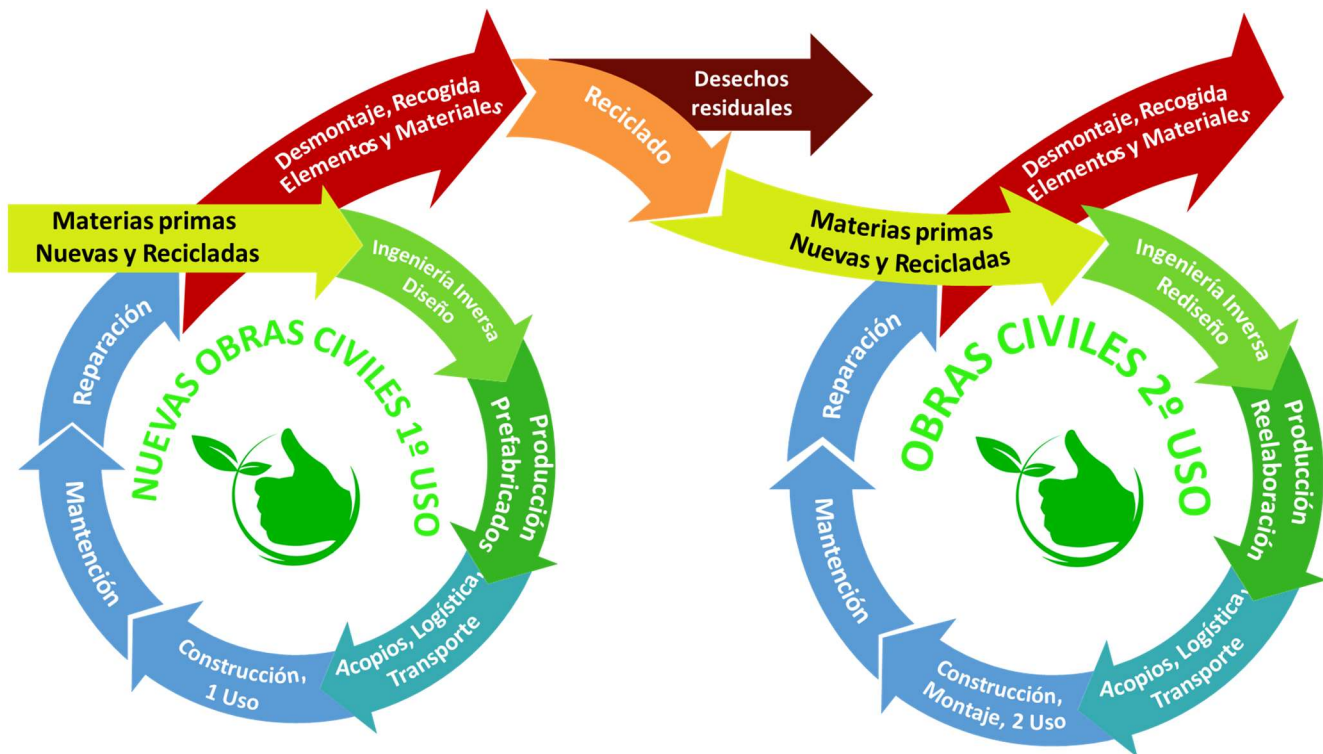 Desmontaje, Recogida
Elementos y Materiales
Reciclado
Desechos
residuales
Materias primas
Nuevas y Recicladas
Ingeniería Inversa
Diseño
Producción
Prefabricados
Acopios, Logística,
Transporte
Construcción,
1 Uso
Mantención
Reparación
NUEVAS OBRAS CIVILES 1º USO
Desmontaje, Recogida
Elementos y Materiales
Materias primas
Nuevas y Recicladas
Ingeniería Inversa
Rediseño
Producción
Reelaboración
Acopios, Logística,
Transporte
Construcción,
Montaje, 2 Uso
Mantención
Reparación
OBRAS CIVILES 2º USO